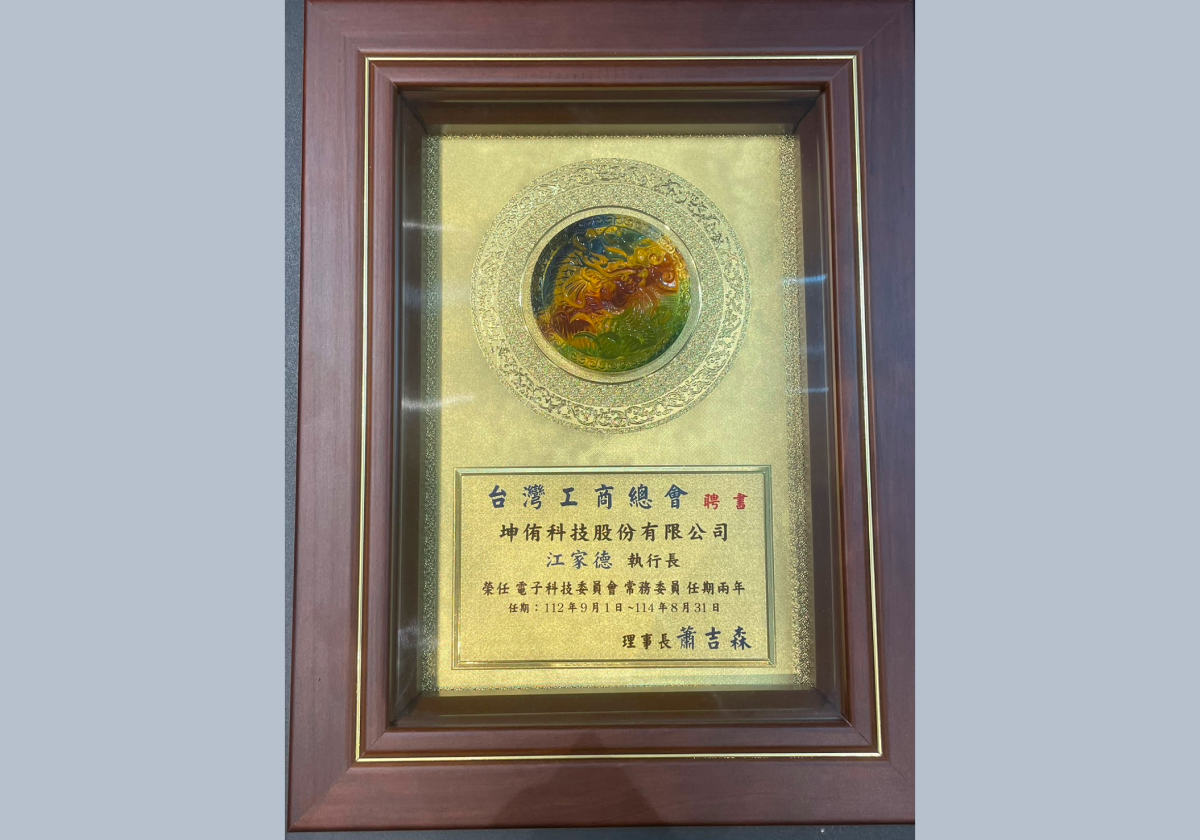 台灣工商總會 聘書
坤侑科技股份有限公司
江家德 執行長
榮任 電子科技委員會 常務委員 任期兩年
任期：112年9月1日~114年8月31日
理事長 蕭吉森